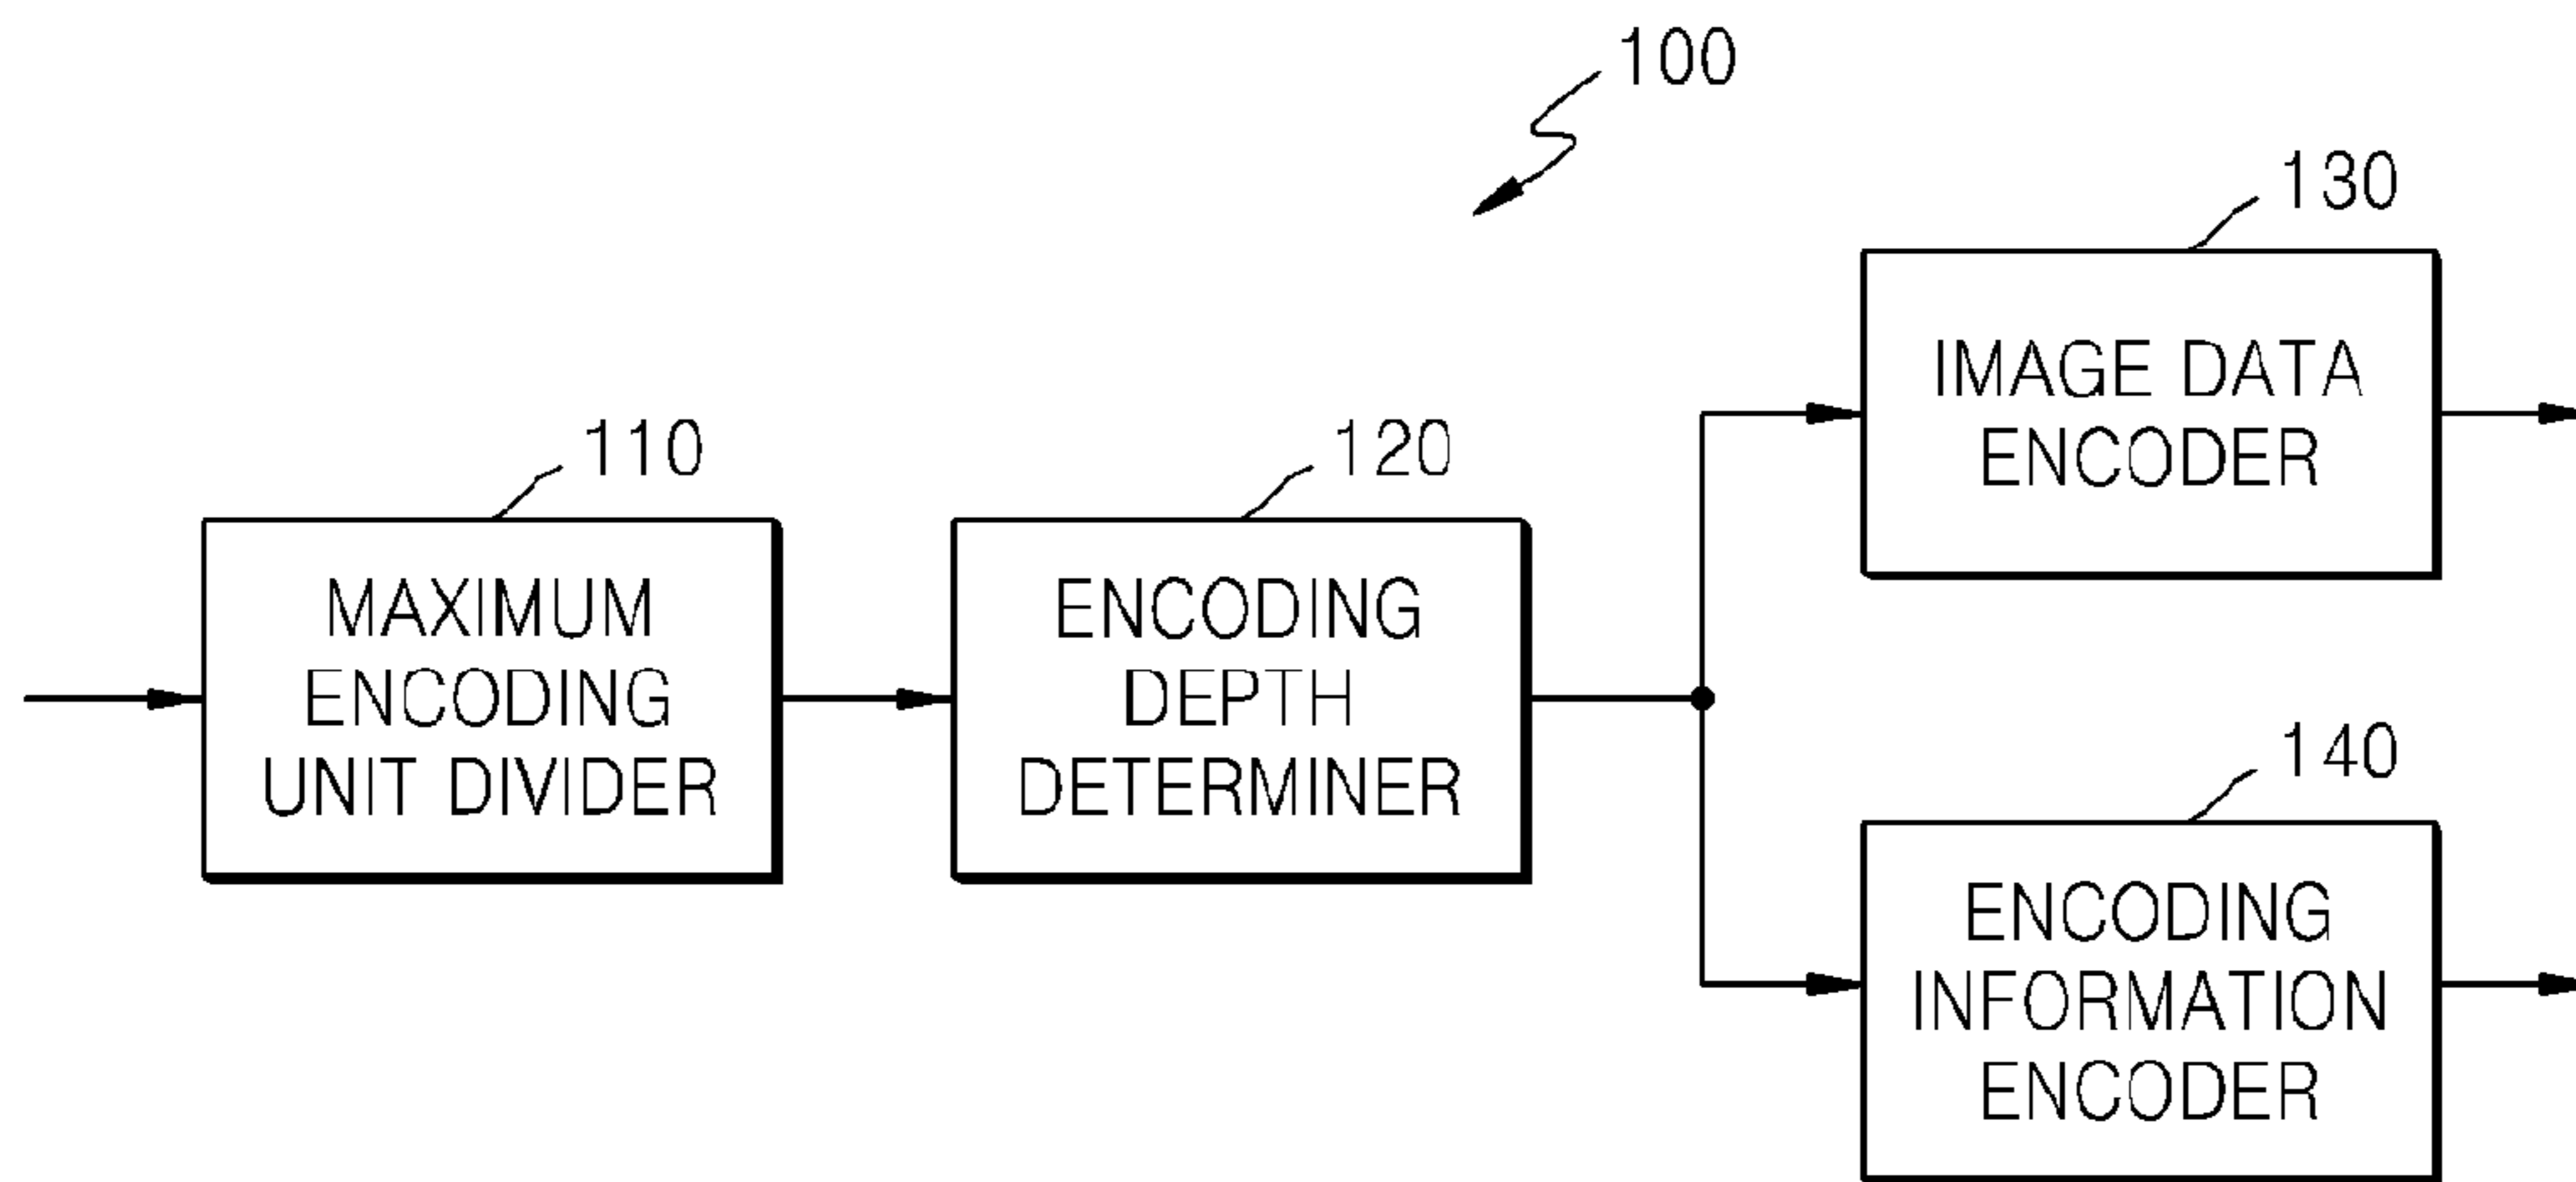 100
110
MAXIMUM
ENCODING
UNIT DIVIDER
120
ENCODING
DEPTH
DETERMINER
130
IMAGE DATA
ENCODER
140
ENCODING
INFORMATION
ENCODER